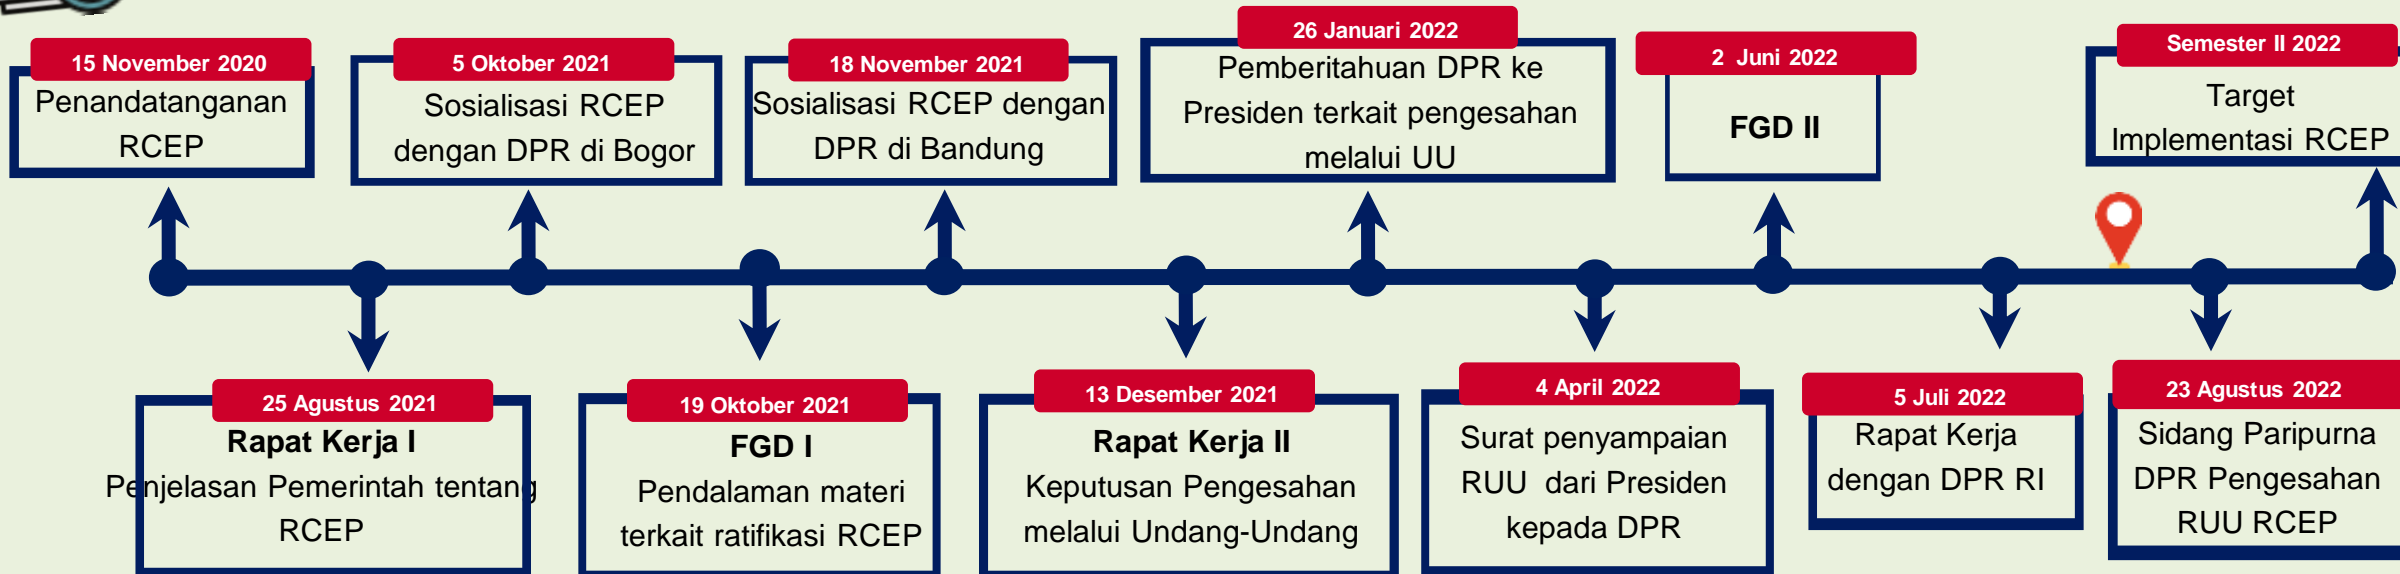 15 November 2020
Penandatanganan
RCEP
5 Oktober 2021
Sosialisasi RCEP
dengan DPR di Bogor
18 November 2021
Sosialisasi RCEP dengan
DPR di Bandung
26 Januari 2022
Pemberitahuan DPR ke
Presiden terkait pengesahan
melalui UU
2 Juni 2022
FGD II
Semester II 2022
Target
Implementasi RCEP
25 Agustus 2021
Rapat Kerja I
Penjelasan Pemerintah tentang
RCEP
19 Oktober 2021
FGD I
Pendalaman materi
terkait ratifikasi RCEP
13 Desember 2021
Rapat Kerja II
Keputusan Pengesahan
melalui Undang-Undang
4 April 2022
Surat penyampaian
RUU dari Presiden
kepada DPR
5 Juli 2022
Rapat Kerja
dengan DPR RI
23 Agustus 2022
Sidang Paripurna
DPR Pengesahan
RUU RCEP